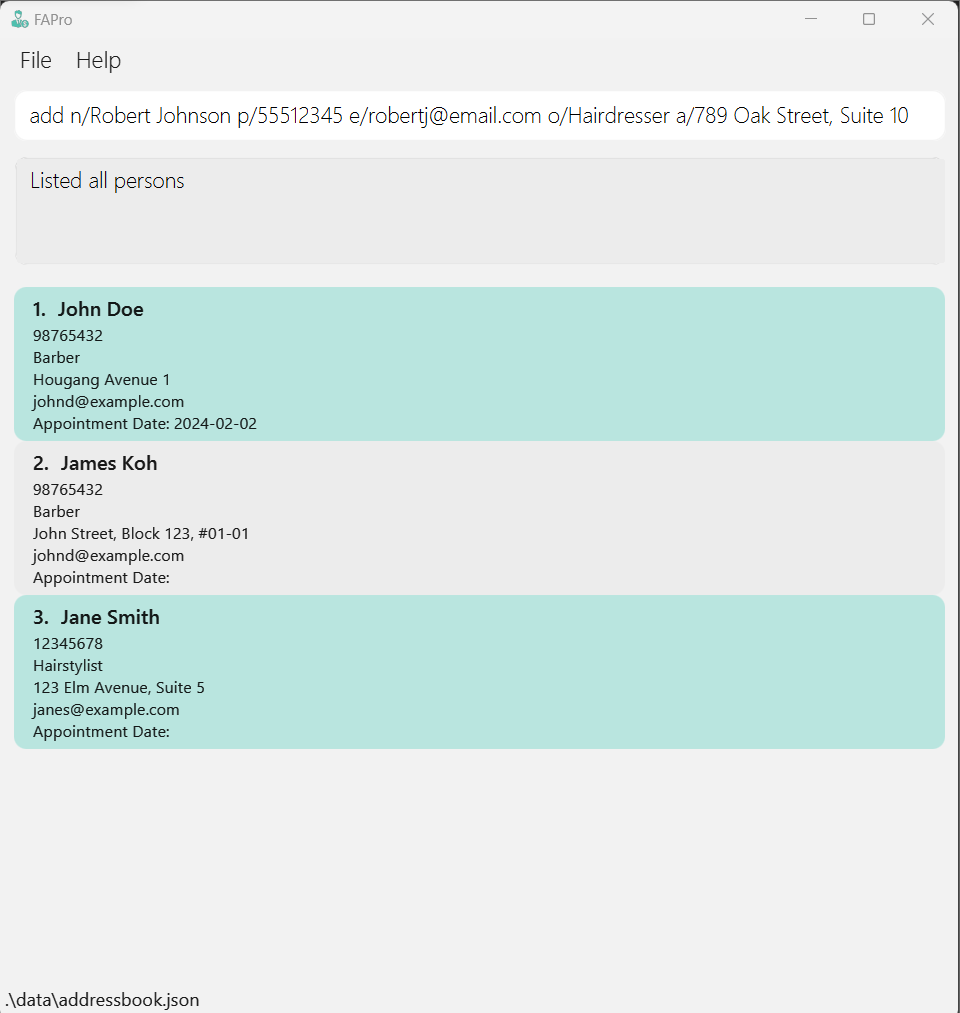 FAPro
File Help
add n/Robert Johnson p/55512345 e/robertj@email.com o/Hairdresser a/789 Oak Street, Suite 10
Listed all persons
1. John Doe
98765432
Barber
Hougang Avenue 1
johnd@example.com
Appointment Date: 2024-02-02
2. James Koh
98765432
Barber
John Street, Block 123, #01-01
johnd@example.com
Appointment Date:
3. Jane Smith
12345678
Hairstylist
123 Elm Avenue, Suite 5
janes@example.com
Appointment Date:
.\data\addressbook.json